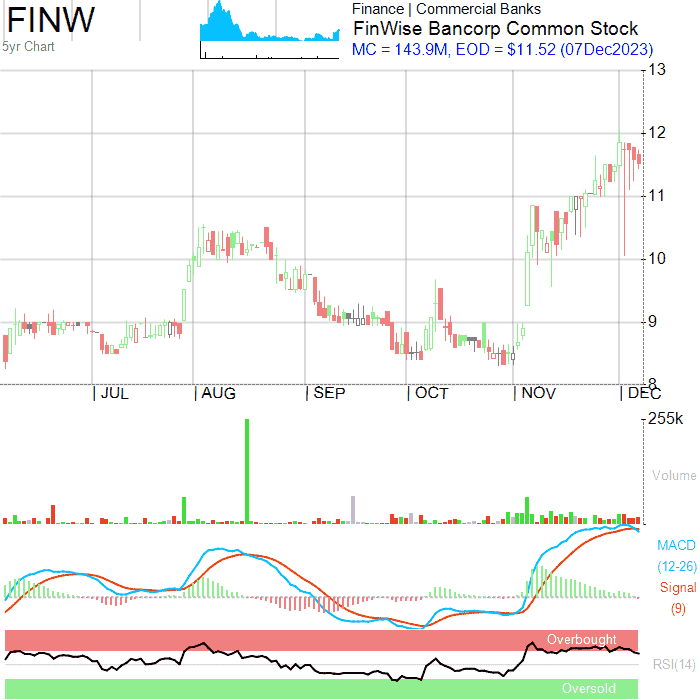 FINW
5yr Chart
Finance | Commercial Banks
FinWise Bancorp Common Stock
MC = 143.9M, EOD = $11.52 (07Dec2023)
13
12
11
10
9
8
JUL AUG SEP OCT NOV DEC
255k
Volume
MACD
(12-26)
Signal
(9)
Overbought
RSI(14)
Oversold